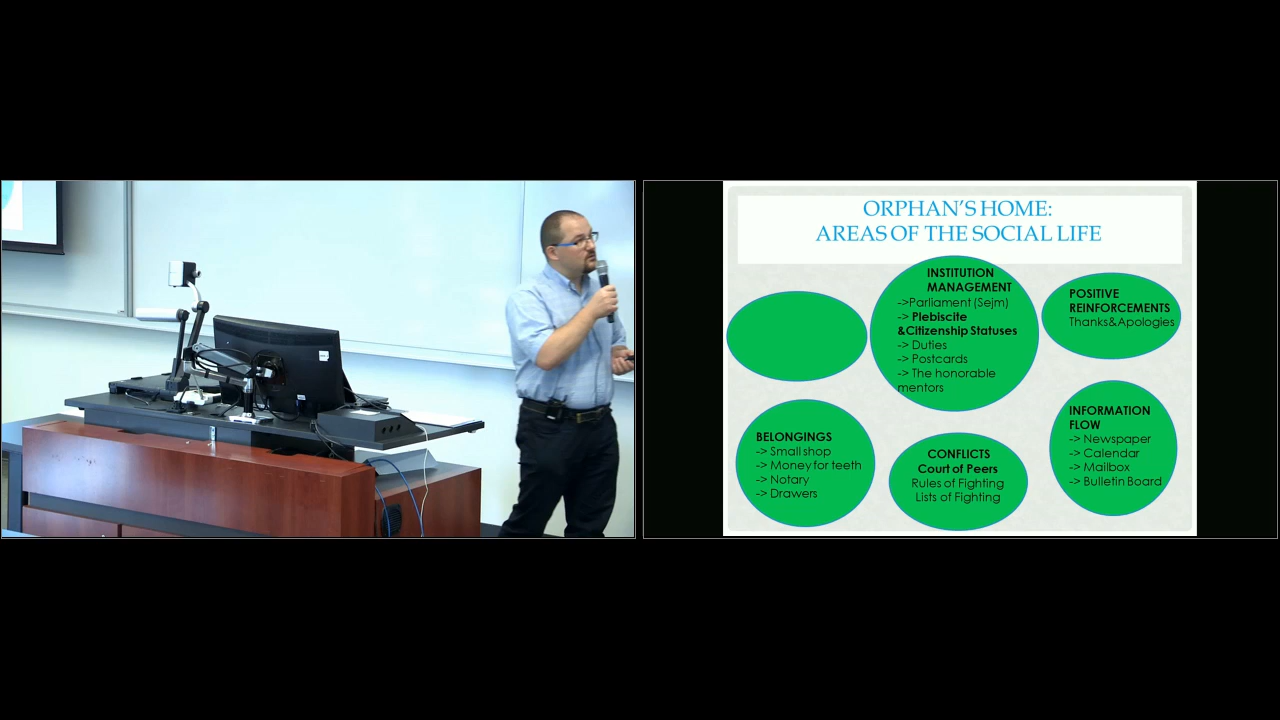 ORPHAN'S HOME:
AREAS OF THE SOCIAL LIFE
INSTITUTION
MANAGEMENT
->Parliament (Sejm)
-> Plebiscite
&Citizenship Statuses
-> Duties
-> Postcards
-> The honorable
mentors
POSITIVE
REINFORCEMENTS
Thanks&Apologies
BELONGINGS
-> Small shop
-> Money for teeth
-> Notary
-> Drawers
CONFLICTS
Court of Peers
Rules of Fighting
Lists of Fighting
INFORMATION
FLOW
-> Newspaper
-> Calendar
-> Mailbox
-> Bulletin Board